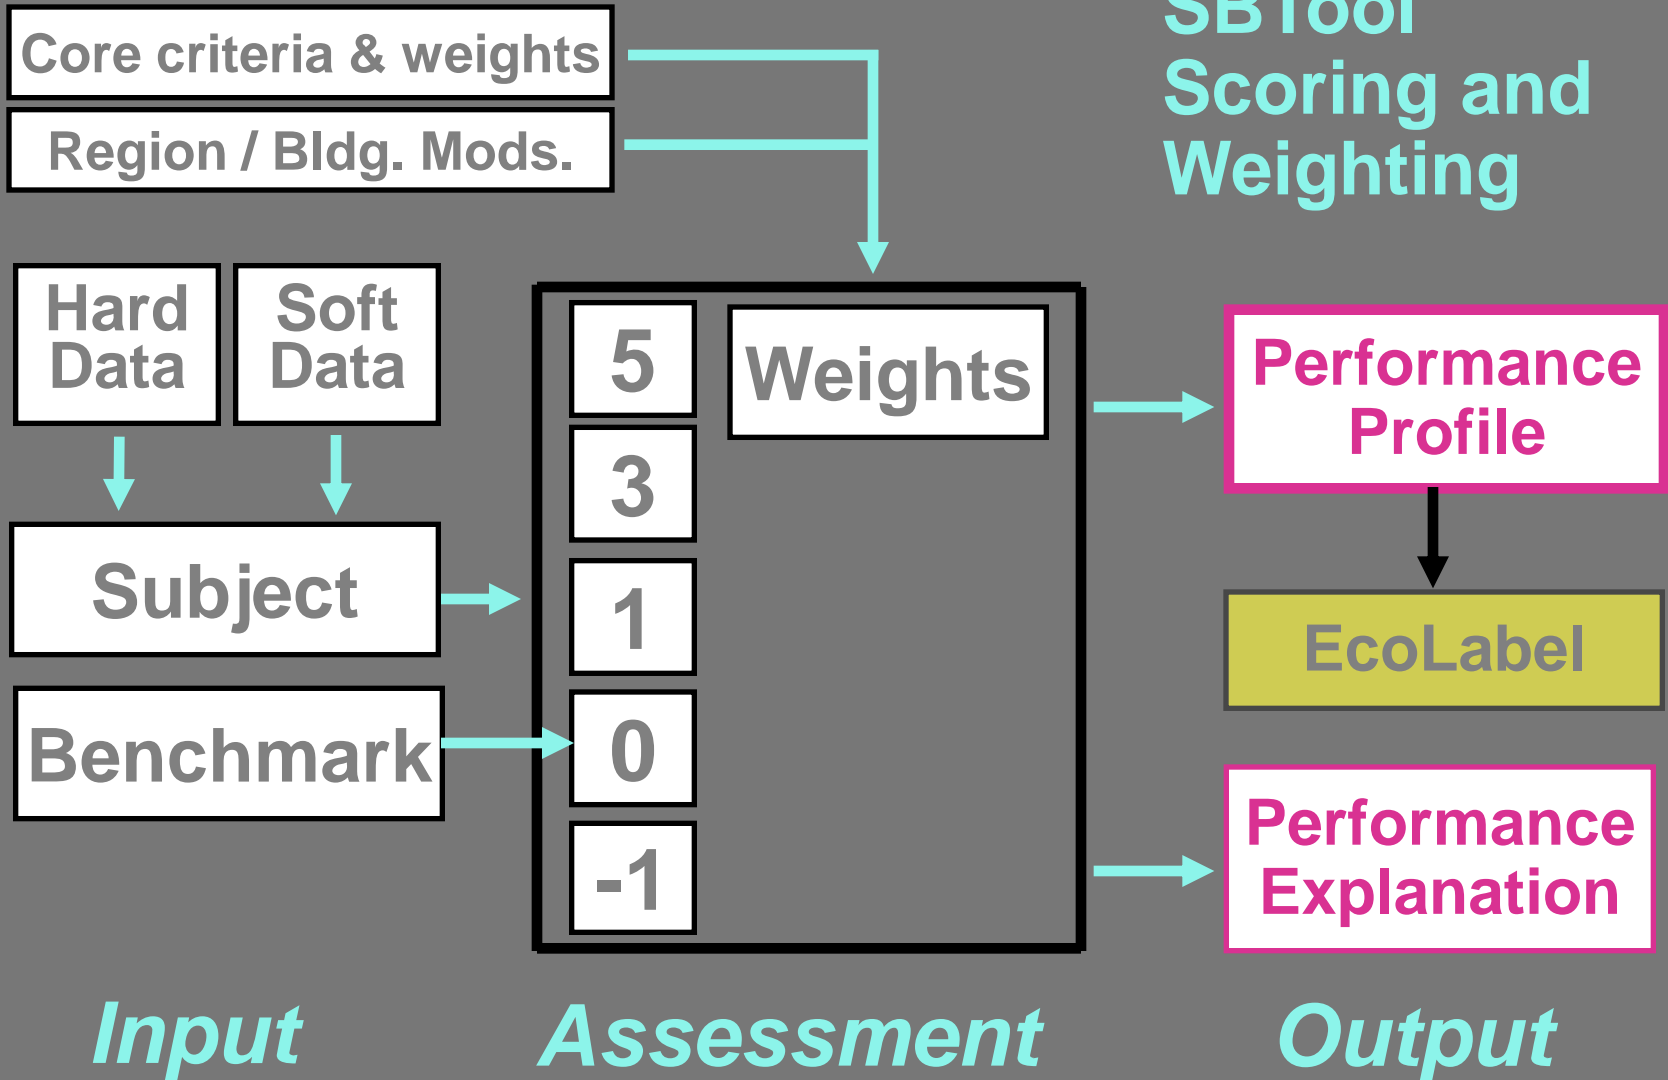 SBTool
Scoring and
Weighting
Core criteria & weights
Region / Bldg. Mods.
Hard
Data
Soft
Data
Subject
Benchmark
5
3
1
0
-1
Weights
Performance
Profile
EcoLabel
Performance
Explanation
Input
Assessment
Output